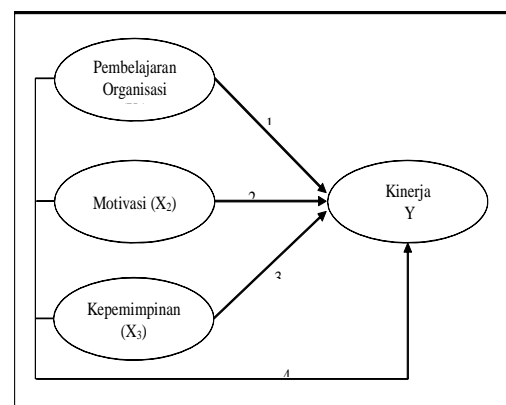 Pembelajaran
Organisasi
1
Motivasi (X₂)
2
Kinerja
Y
Kepemimpinan
(X₃)
3
4